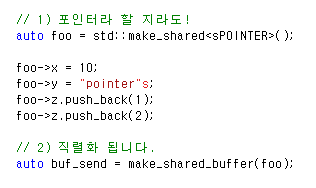 // 1) 포인터라 할 지라도!
auto foo = std::make_shared<sPOINTER>();
foo->x = 10;
foo->y = "pointer"s;
foo->z.push_back(1);
foo->z.push_back(2);
// 2) 직렬화 됩니다.
auto buf_send = make_shared_buffer(foo);